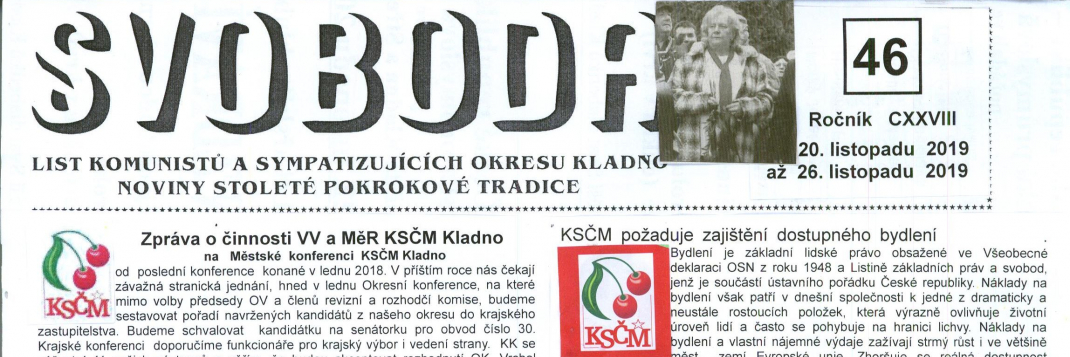 SVOBODA
46
Ročník CXXVIII
20. listopadu 2019
až 26. listopadu 2019
LIST KOMUNISTŮ A SYMPATIZUJÍCÍCH OKRESU KLADNO
NOVINY STOLETÉ POKROKOVÉ TRADICE
Zpráva o činnosti VV a MěR KSČM Kladno
na Městské konferenci KSČM Kladno
od poslední konference konané v lednu 2018. V příštím roce nás čekají
závažná stranická jednání, hned v lednu Okresní konference, na které
mimo volby předsedy OV a členů revizní a rozhodčí komise, budeme
sestavovat pořadí navržených kandidátů z našeho okresu do krajského
zastupitelstva. Budeme schvalovat kandidátku na senátorku pro obvod číslo 30.
Krajské konferenci doporučíme funkcionáře pro krajský výbor i vedení strany. KK se
KSČM
KSČM požaduje zajištění dostupného bydlení
Bydlení je základní lidské právo obsažené ve Všeobecné
deklaraci OSN z roku 1948 a Listině základních práv a svobod,
jenž je součástí ústavního pořádku České republiky. Náklady na
bydlení však patří v dnešní společnosti k jedné z dramaticky a
neustále rostoucích položek, která výrazně ovlivňuje životní
úroveň lidí a často se pohybuje na hranici lichvy. Náklady na
bydlení a vlastní nájemné výdaje zažívají strmý růst i ve většině
měst zemí Evropské unie. Zhoršuje se reálná dostupnost
KSČM